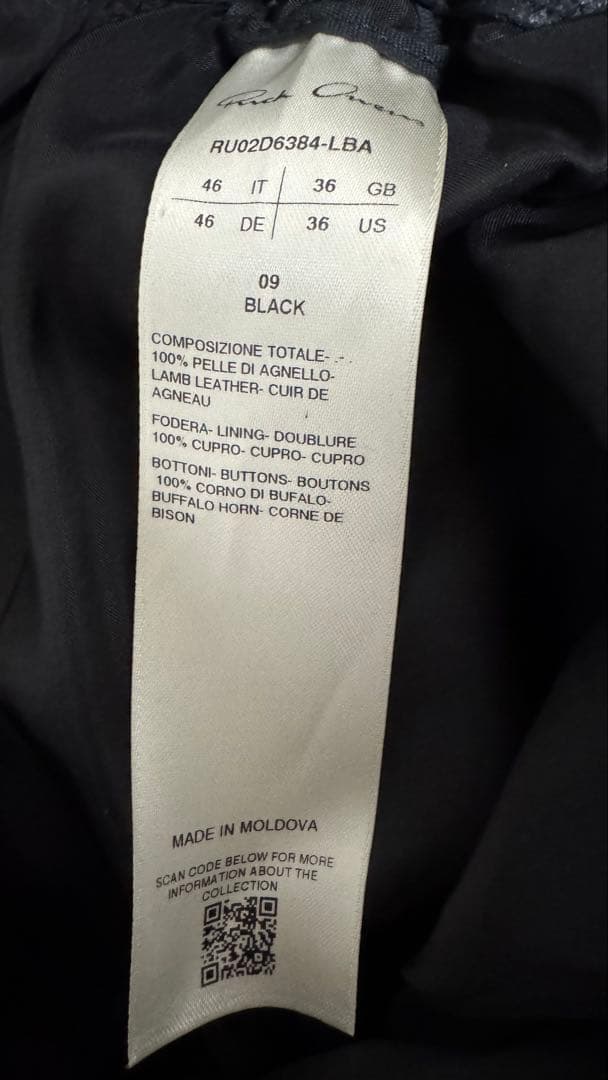 Rick Owens
RU02D6384-LBA
46 IT 36 GB
46 DE 36 US
09
BLACK
COMPOSIZIONE TOTALE- - -
100% PELLE DI AGNELLO-
LAMB LEATHER- CUIR DE
AGNEAU
FODERA- LINING- DOUBLURE
100% CUPRO- CUPRO- CUPRO
BOTTONI- BUTTONS- BOUTONS
100% CORNO DI BUFALO-
BUFFALO HORN- CORNE DE
BISON
MADE IN MOLDOVA
SCAN CODE BELOW FOR MORE
INFORMATION ABOUT THE
COLLECTION